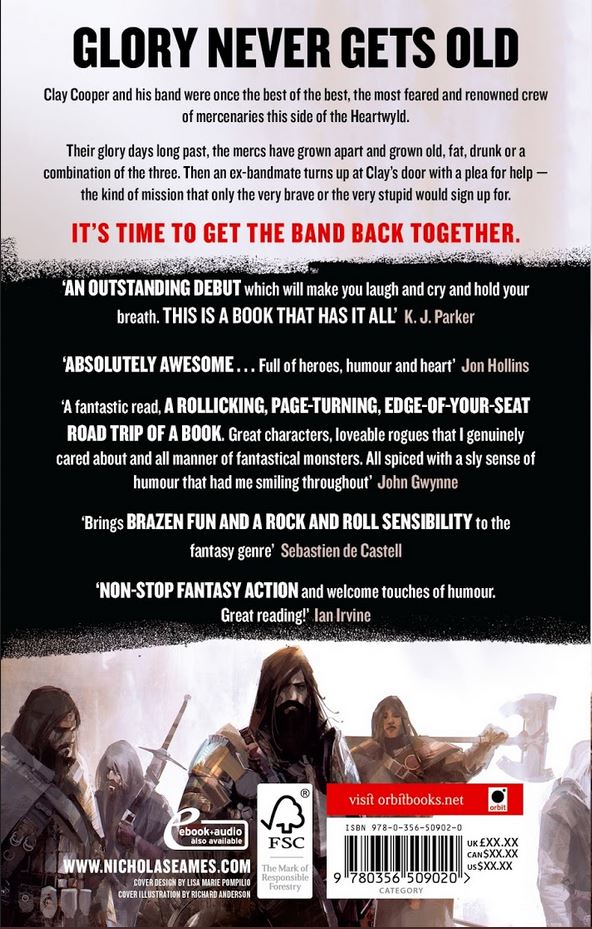 GLORY NEVER GETS OLD
Clay Cooper and his band were once the best of the best, the most feared and renowned crew
of mercenaries this side of the Heartwyld.
Their glory days long past, the mercs have grown apart and grown old, fat, drunk or a
combination of the three. Then an ex-bandmate turns up at Clay's door with a plea for help –
the kind of mission that only the very brave or the very stupid would sign up for.
IT'S TIME TO GET THE BAND BACK TOGETHER.
'AN OUTSTANDING DEBUT which will make you laugh and cry and hold your
breath. THIS IS A BOOK THAT HAS IT ALL' K. J. Parker
'ABSOLUTELY AWESOME... Full of heroes, humour and heart' Jon Hollins
'A fantastic read, A ROLLICKING, PAGE-TURNING, EDGE-OF-YOUR-SEAT
ROAD TRIP OF A BOOK. Great characters, loveable rogues that I genuinely
cared about and all manner of fantastical monsters. All spiced with a sly sense of
humour that had me smiling throughout' John Gwynne
'Brings BRAZEN FUN AND A ROCK AND ROLL SENSIBILITY to the
fantasy genre' Sebastien de Castell
'NON-STOP FANTASY ACTION and welcome touches of humour.
Great reading!' Ian Irvine
ebook+audio
also available
WWW.NICHOLASEAMES.COM
COVER DESIGN BY LISA MARIE POMPILIO
COVER ILLUSTRATION BY RICHARD ANDERSON
®
FSC
The Mark of
Responsible
Forestry
visit orbitbooks.net
orbit
ISBN 978-0-356-50902-0
9 780356 509020 >
CATEGORY
UK £XX.XX
CAN $XX.XX
US $XX.XX